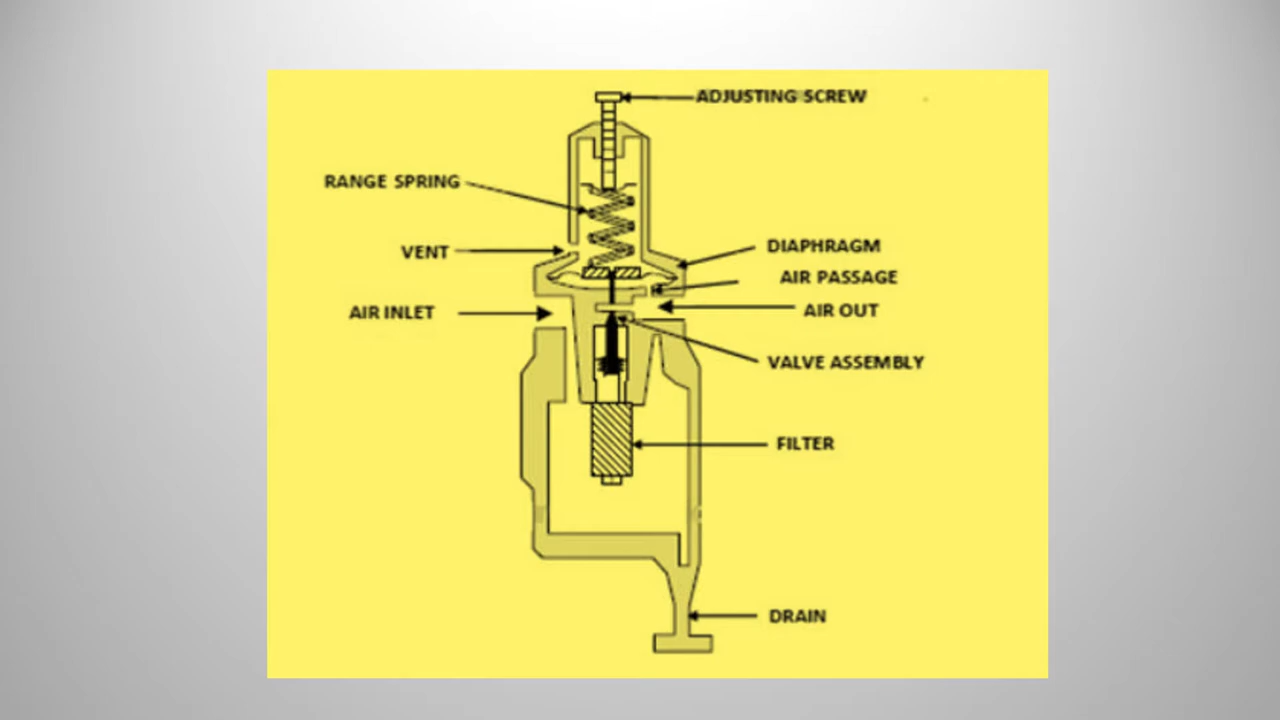 ADJUSTING SCREW
RANGE SPRING
VENT
DIAPHRAGM
AIR PASSAGE
AIR INLET
AIR OUT
VALVE ASSEMBLY
FILTER
DRAIN